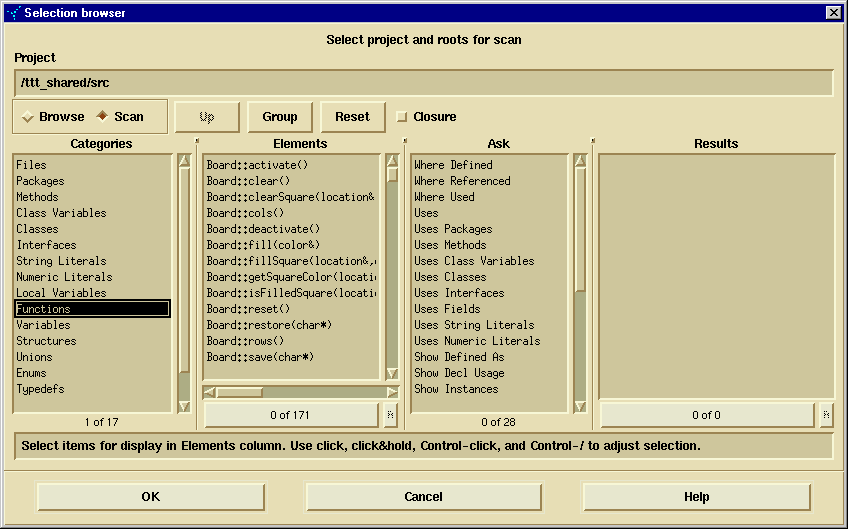 Selection browser
Select project and roots for scan
Project
/ttt_shared/src
Browse Scan Up Group Reset Closure
Categories
Files
Packages
Methods
Class Variables
Classes
Interfaces
String Literals
Numeric Literals
Local Variables
Functions
Variables
Structures
Unions
Enums
Typedefs
1 of 17
Elements
Board::activate()
Board::clear()
Board::clearSquare(location&
Board::cols()
Board::deactivate()
Board::fill(color&)
Board::fillSquare(location&,
Board::getSquareColor(locati
Board::isFilledSquare(locati
Board::reset()
Board::restore(char*)
Board::rows()
Board::save(char*)
0 of 171
Ask
Where Defined
Where Referenced
Where Used
Uses
Uses Packages
Uses Methods
Uses Class Variables
Uses Classes
Uses Interfaces
Uses Fields
Uses String Literals
Uses Numeric Literals
Show Defined As
Show Decl Usage
Show Instances
0 of 28
Results
0 of 0
Select items for display in Elements column. Use click, click&hold, Control-click, and Control-/ to adjust selection.
OK Cancel Help